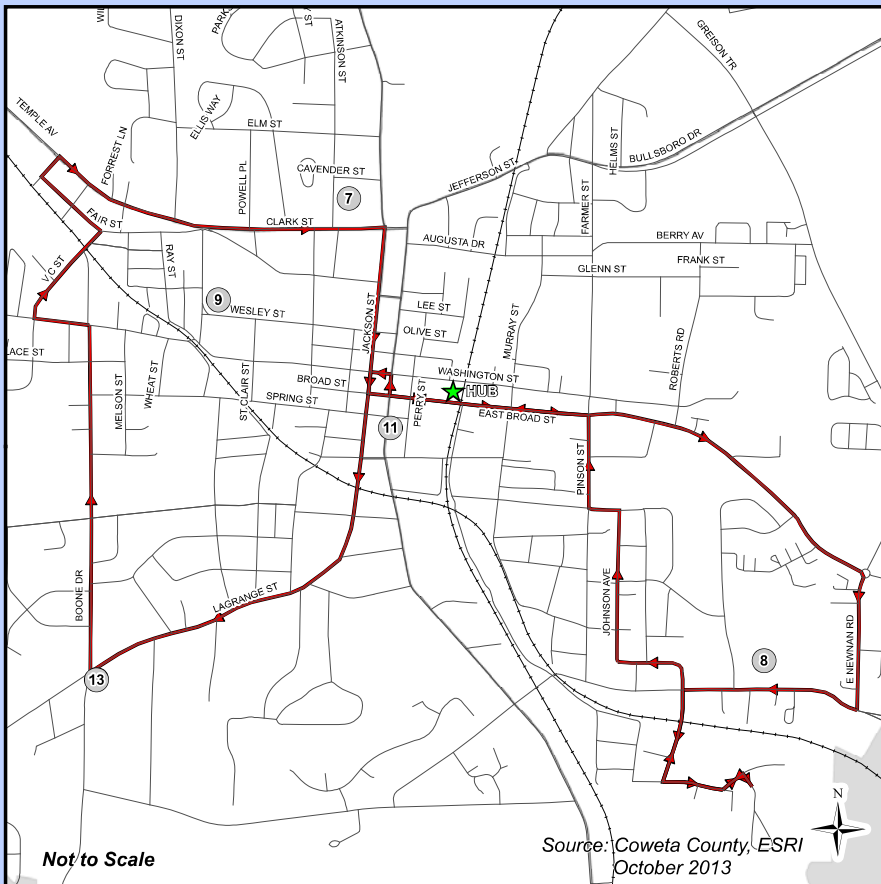 DIXON ST
ATKINSON ST
GREISON TR
TEMPLE AV
FORREST LN
ELLIS WAY
ELM ST
HELMS ST
BULLSBORO DR
POWELL PL
CAVENDER ST
JEFFERSON ST
7
FAIR ST
CLARK ST
FARMER ST
RAY ST
AUGUSTA DR
BERRY AV
V C ST
GLENN ST
FRANK ST
9
WESLEY ST
JACKSON ST
LEE ST
OLIVE ST
MURRAY ST
ROBERTS RD
LACE ST
MELSON ST
WHEAT ST
ST. CLAIR ST
BROAD ST
SPRING ST
PERRY ST
WASHINGTON ST
HUB
EAST BROAD ST
11
PINSON ST
BOONE DR
LAGRANGE ST
JOHNSON AVE
E NEWNAN RD
8
13
N
Not to Scale
Source: Coweta County, ESRI
October 2013